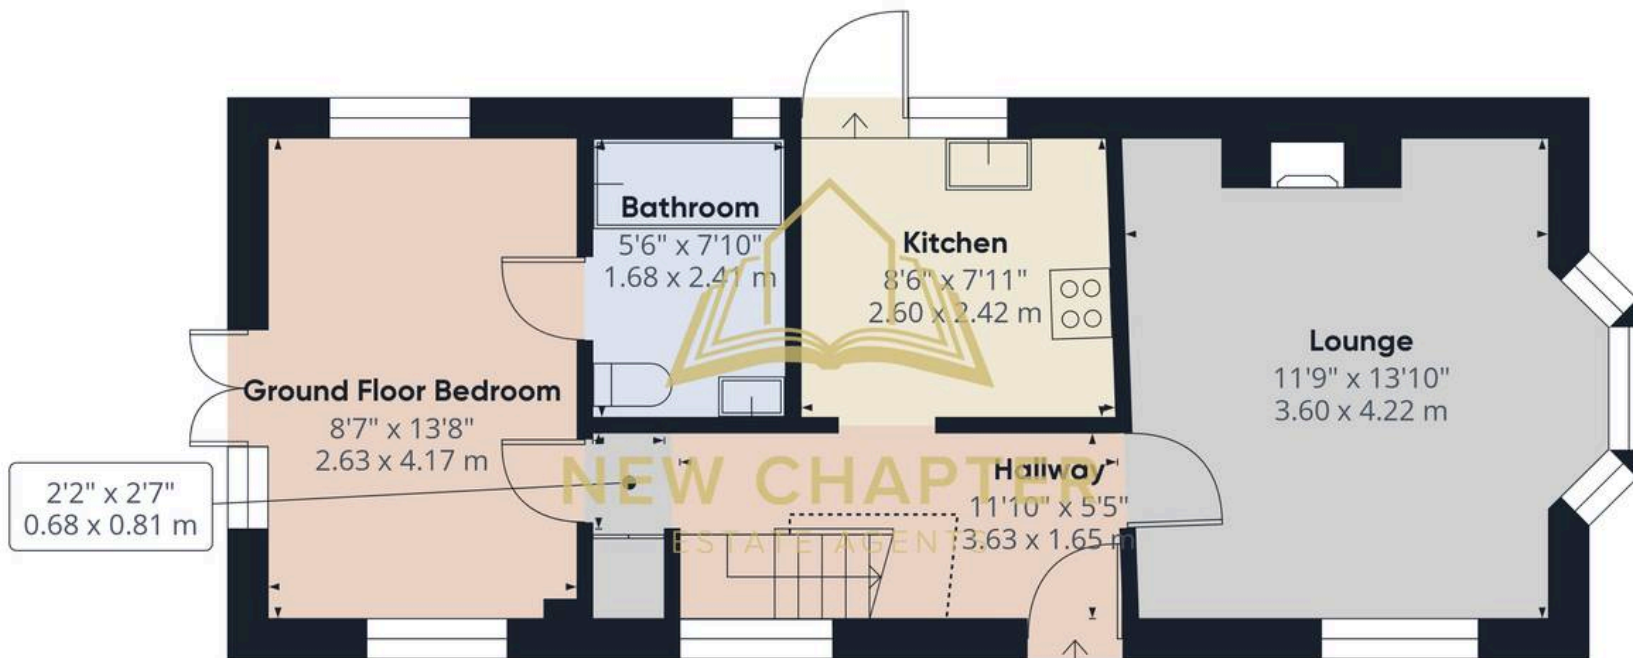 Bathroom
5'6" x 7'10"
1.68 x 2.41 m
Kitchen
8'6" x 7'11"
2.60 x 2.42 m
Lounge
11'9" x 13'10"
3.60 x 4.22 m
Ground Floor Bedroom
8'7" x 13'8"
2.63 x 4.17 m
2'2" x 2'7"
0.68 x 0.81 m
Hallway
11'10" x 5'5"
3.63 x 1.65 m
NEW CHAPTER
ESTATE AGENTS